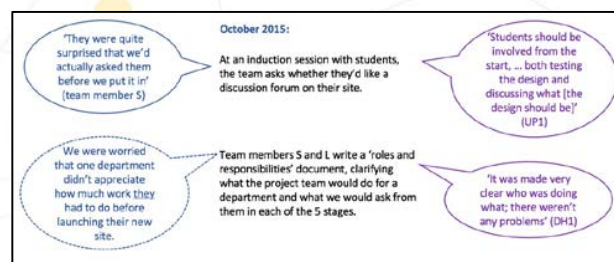 'They were quite
surprised that we'd
actually asked them
before we put it in'
(team member S)
October 2015:
At an induction session with students,
the team asks whether they'd like a
discussion forum on their site.
'Students should be
involved from the
start, ... both testing
the design and
discussing what [the
design should be]'
(UP1)
We were worried
that one department
didn't appreciate
how much work they
had to do before
launching their new
site.
Team members S and L write a 'roles and
responsibilities' document, clarifying
what the project team would do for a
department and what we would ask from
them in each of the 5 stages.
'It was made very
clear who was doing
what; there weren't
any problems' (DH1)